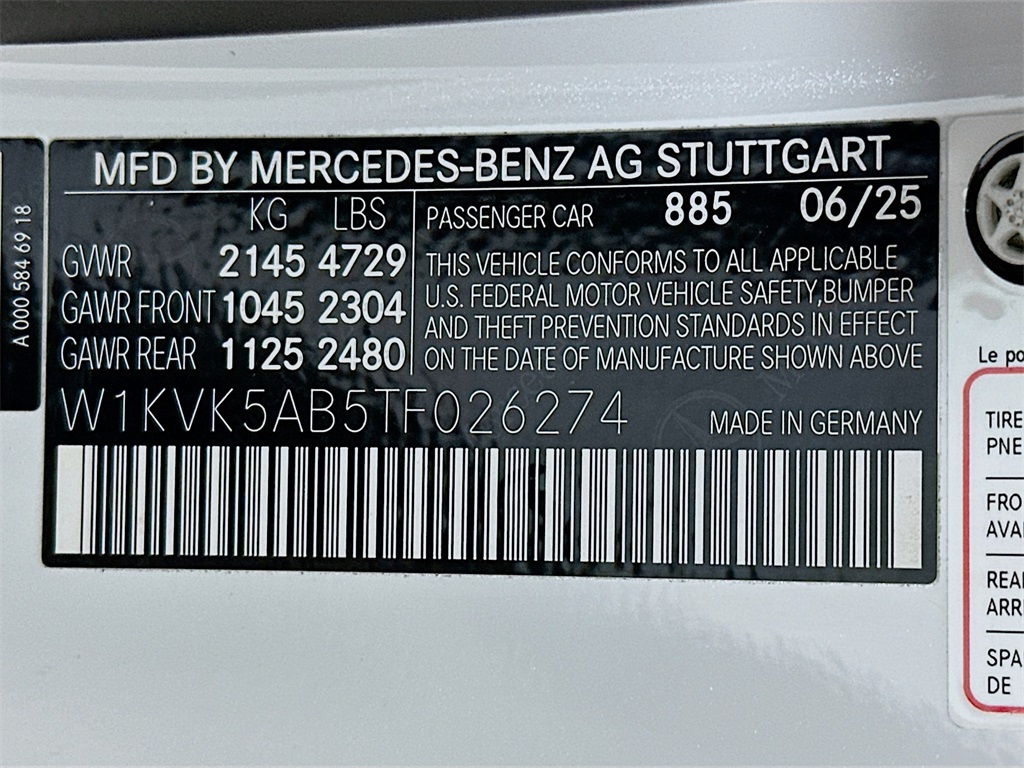 MFD BY MERCEDES-BENZ AG STUTTGART
KG LBS
GVWR 2145 4729
GAWR FRONT 1045 2304
GAWR REAR 1125 2480
PASSENGER CAR 885 06/25
THIS VEHICLE CONFORMS TO ALL APPLICABLE
U.S. FEDERAL MOTOR VEHICLE SAFETY,BUMPER
AND THEFT PREVENTION STANDARDS IN EFFECT
ON THE DATE OF MANUFACTURE SHOWN ABOVE
W1KVK5AB5TF026274 MADE IN GERMANY
A 000 584 69 18
Le
TIRE
PNE
FRO
AVA
REA
ARR
SPA
DE